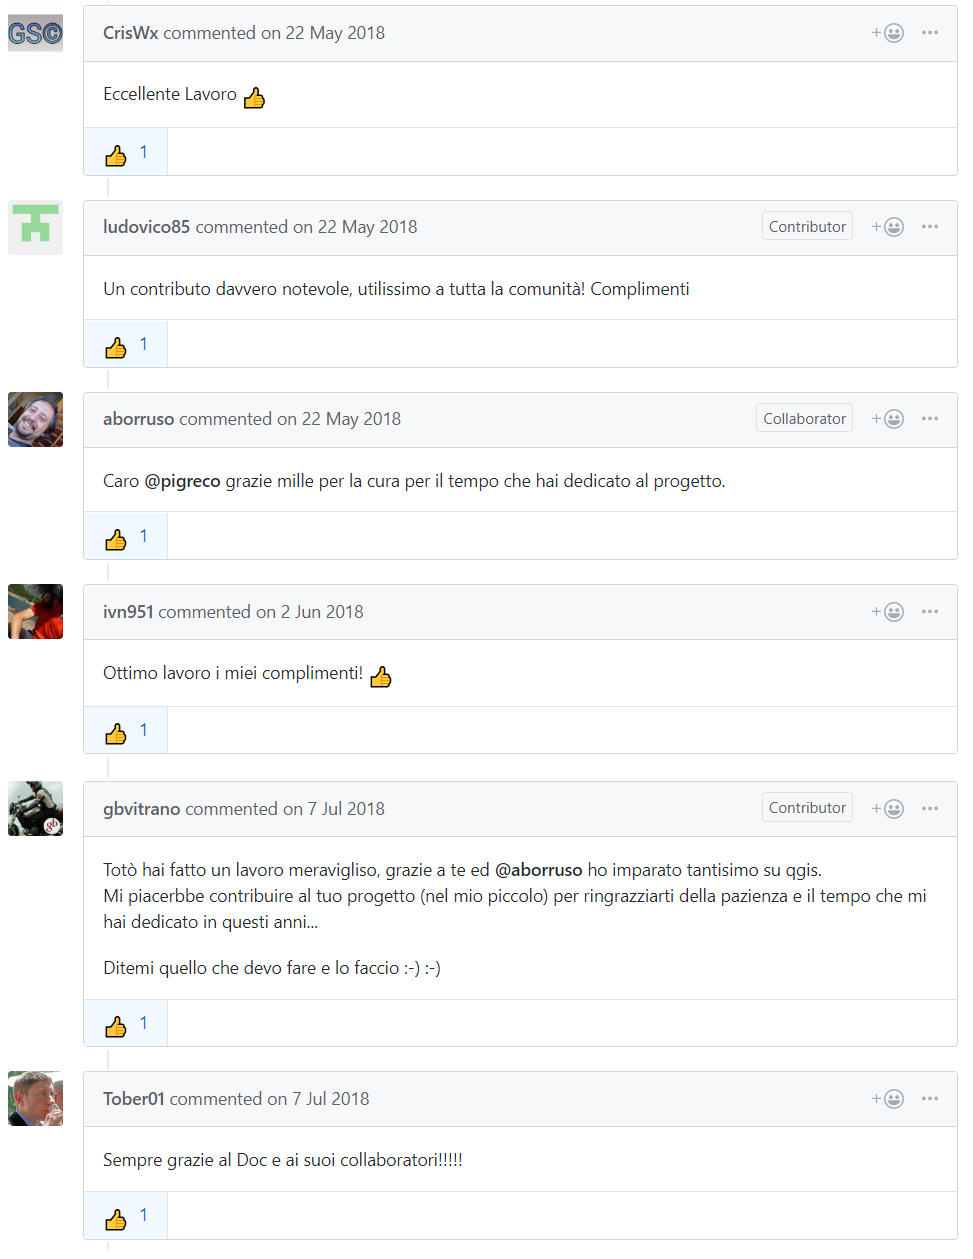 GS©
CrisWx commented on 22 May 2018
Eccellente Lavoro 👍
👍 1
ludovico85 commented on 22 May 2018 Contributor
Un contributo davvero notevole, utilissimo a tutta la comunità! Complimenti
👍 1
aborruso commented on 22 May 2018 Collaborator
Caro @pigreco grazie mille per la cura per il tempo che hai dedicato al progetto.
👍 1
ivn951 commented on 2 Jun 2018
Ottimo lavoro i miei complimenti! 👍
👍 1
gb
gbvitrano commented on 7 Jul 2018 Contributor
Totò hai fatto un lavoro meravigliso, grazie a te ed @aborruso ho imparato tantisimo su qgis.
Mi piacerbbe contribuire al tuo progetto (nel mio piccolo) per ringrazziarti della pazienza e il tempo che mi
hai dedicato in questi anni...
Ditemi quello che devo fare e lo faccio :-) :-)
👍 1
Tober01 commented on 7 Jul 2018
Sempre grazie al Doc e ai suoi collaboratori!!!!!
👍 1